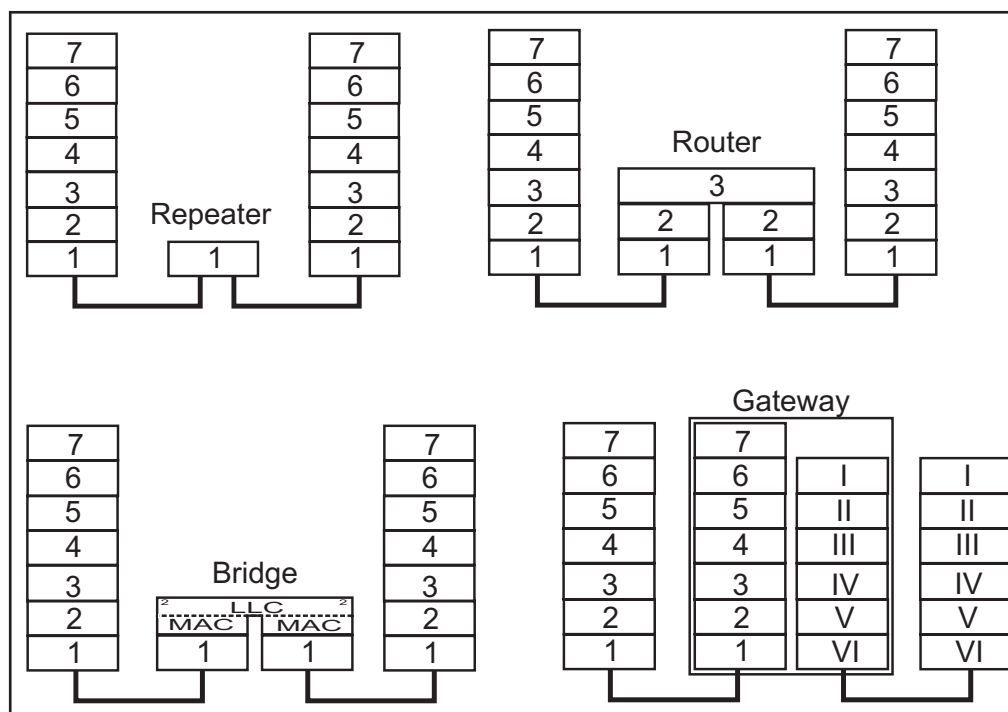 7 7
6 6
5 5
4 4
3 3
Repeater
2 2
1 1 1
7 7
6 6
5 5
Router
4 4
3 3 3
2 2 2 2
1 1 1 1
7 7
6 6
5 5
4 4
Bridge
3 3
2 LLC 2
2 MAC MAC 2
1 1 1 1
Gateway
7 7
6 6 I I
5 5 II II
4 4 III III
3 3 IV IV
2 2 V V
1 1 VI VI